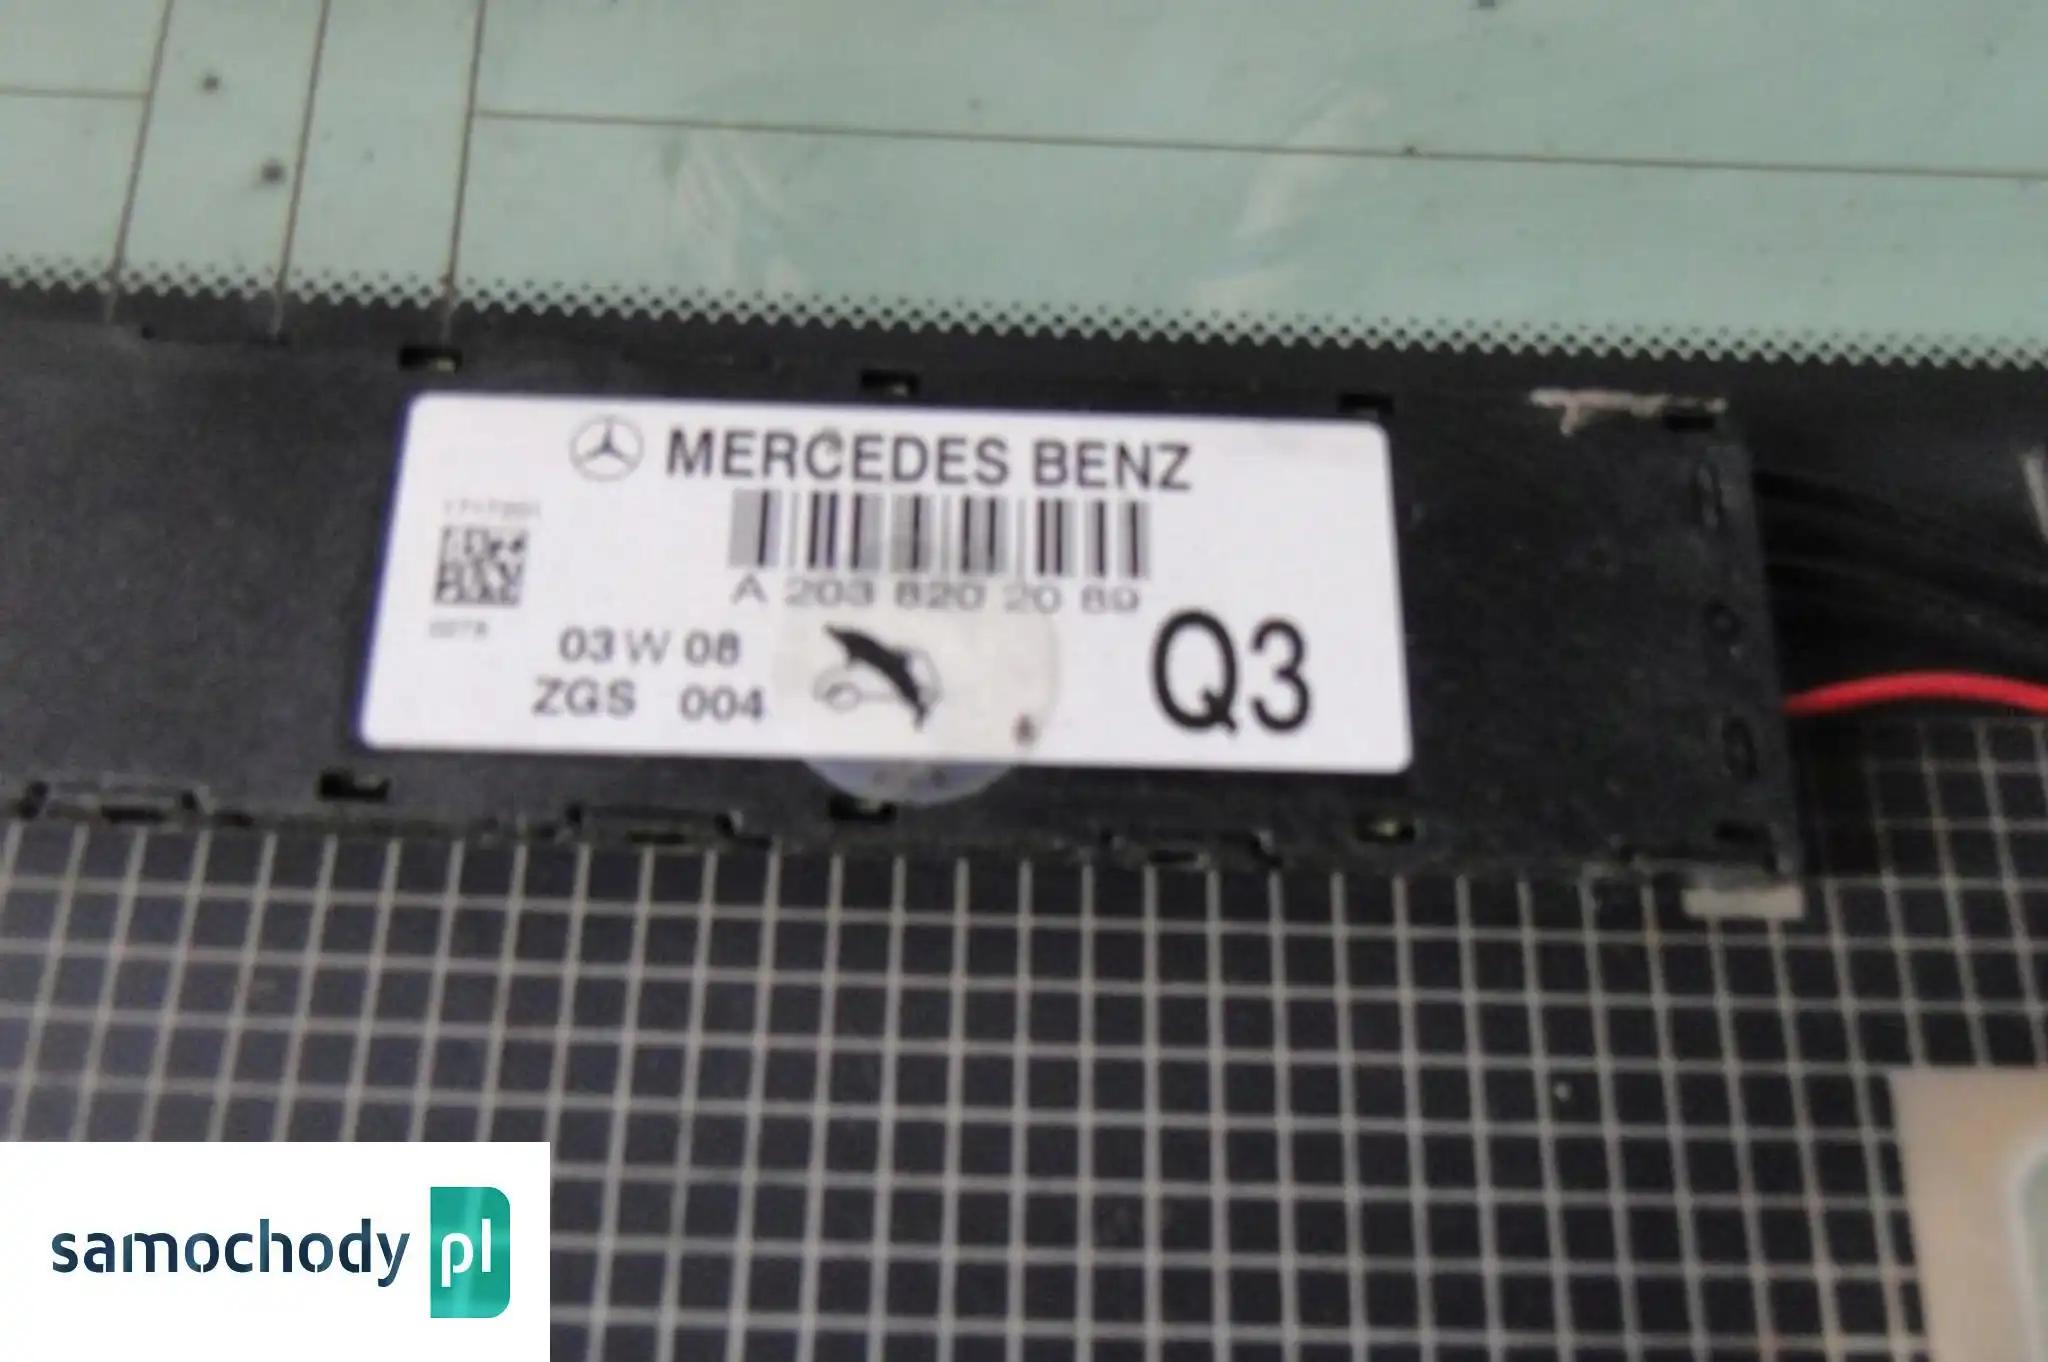 MERCEDES BENZ
A 203 820 20 89
03 W 08
ZGS 004
Q3
samochody pl